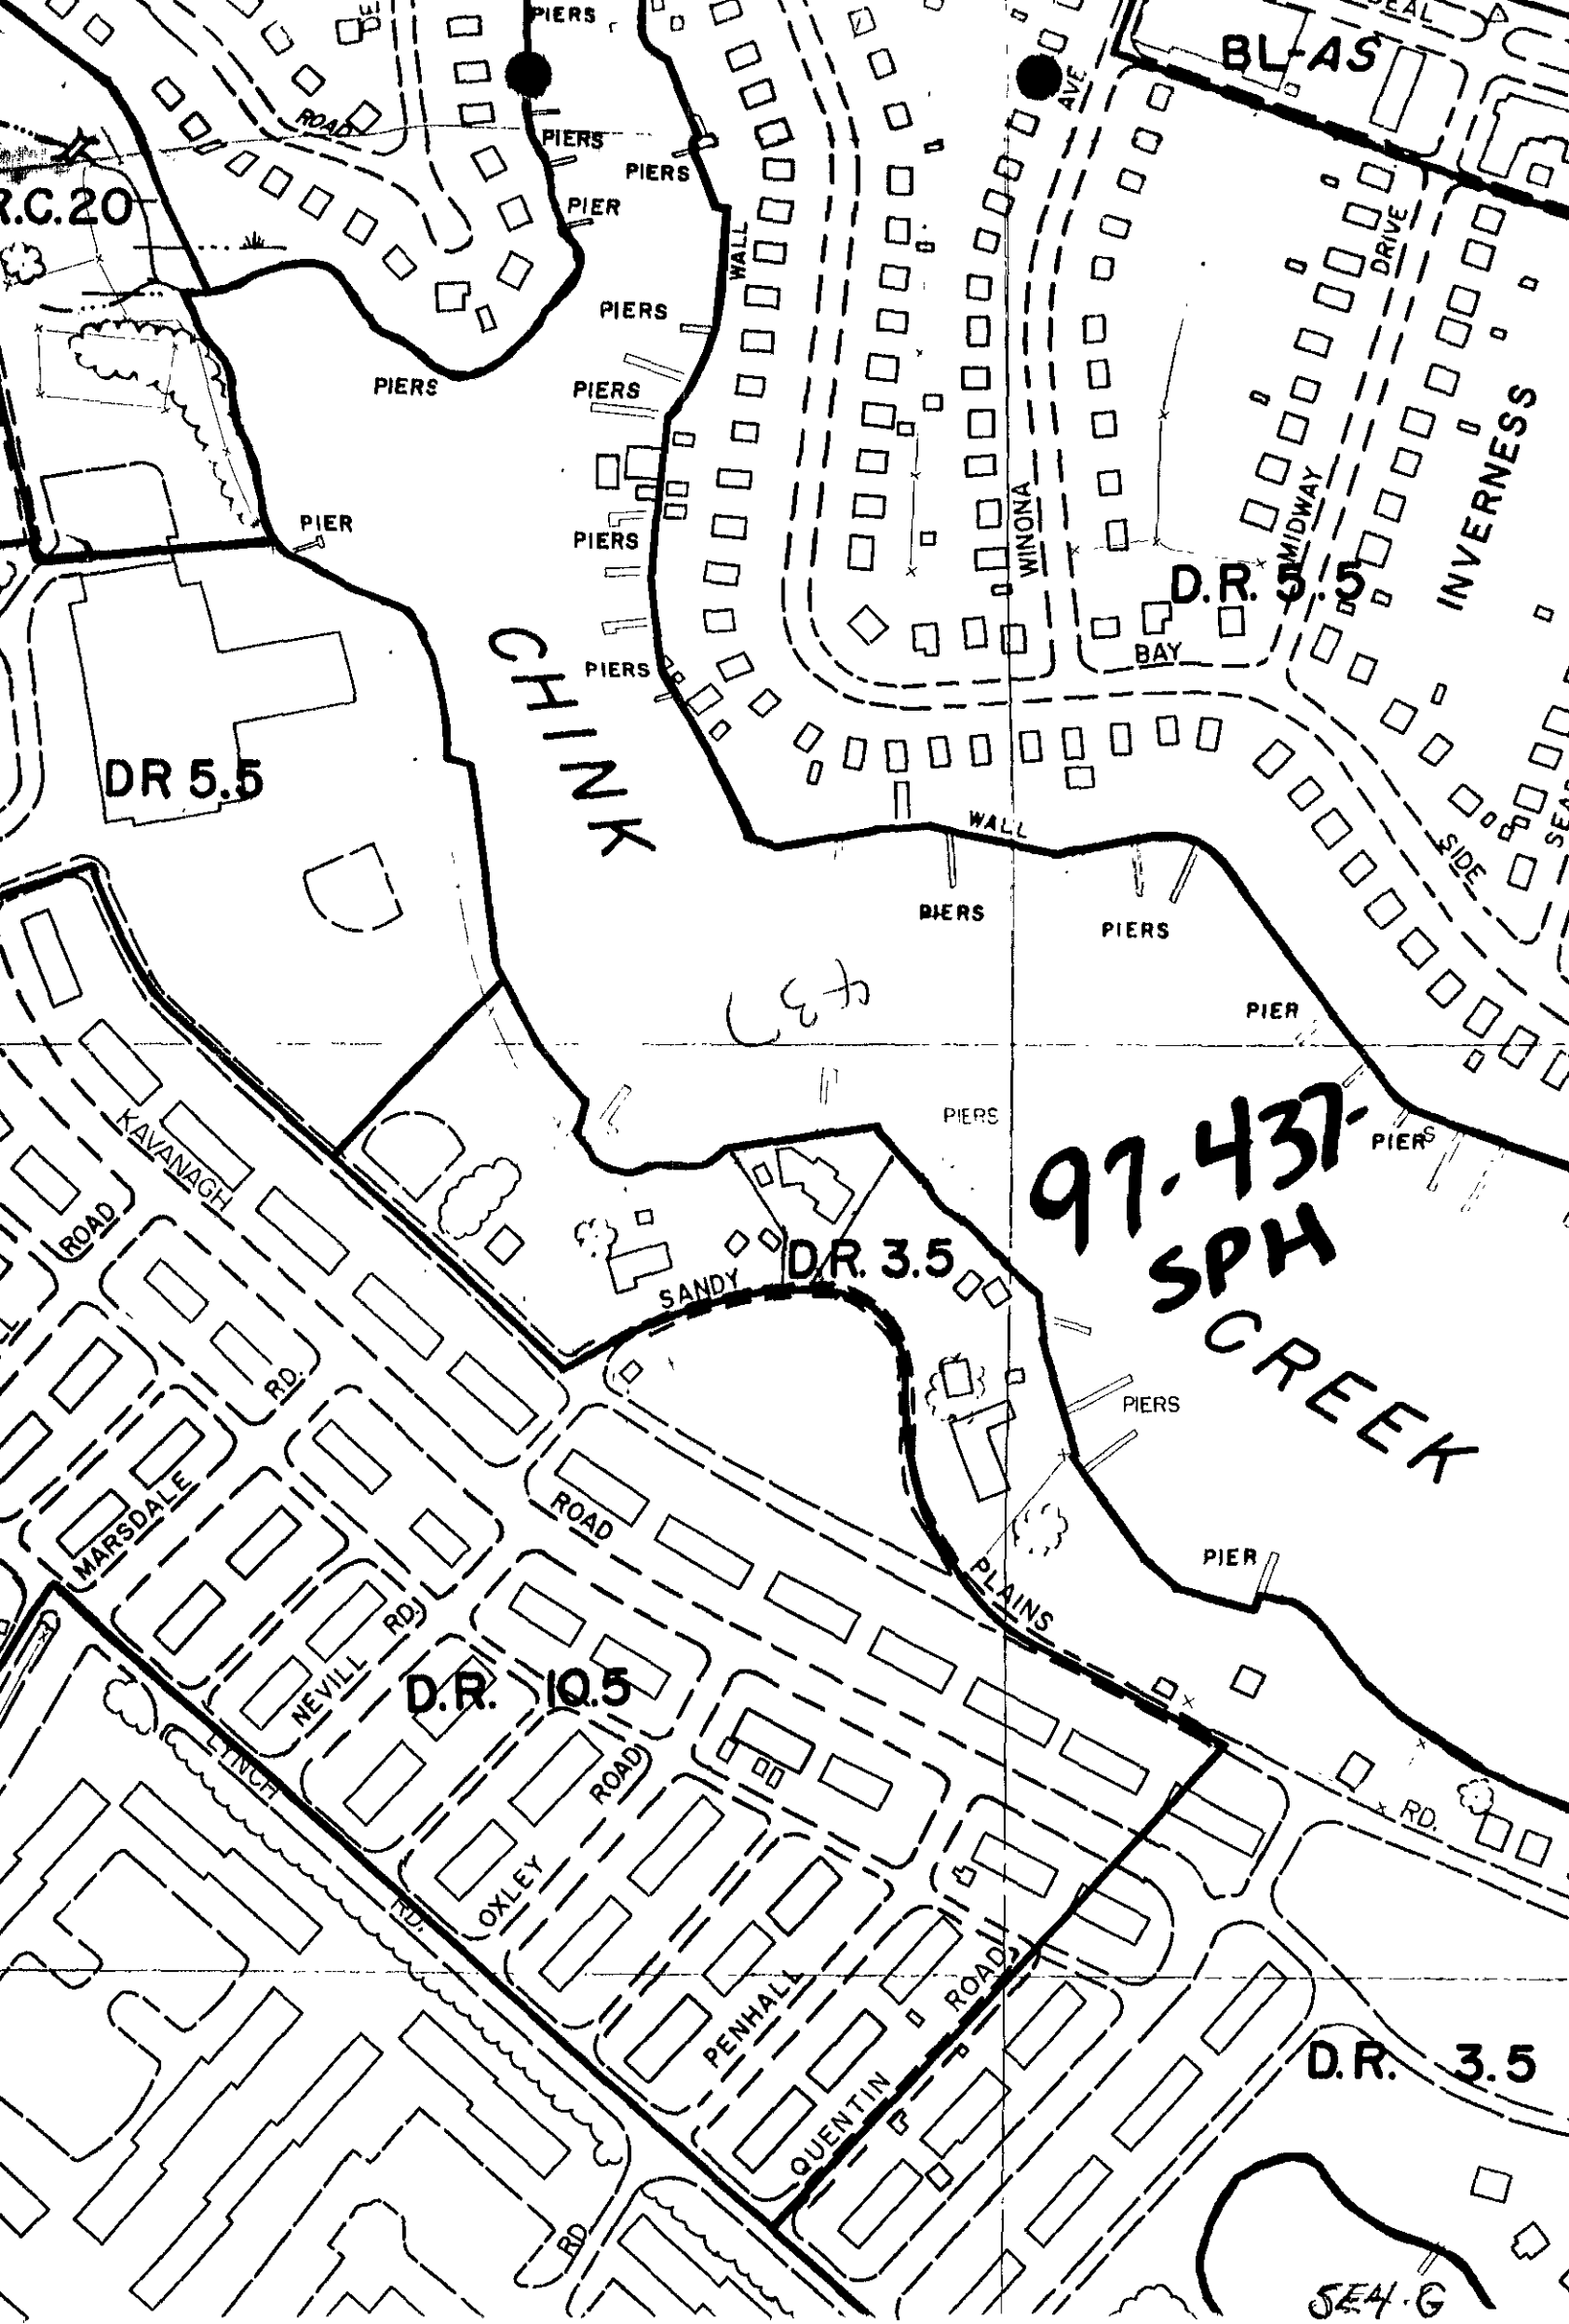 PIERS
DEAL
BL-AS
AVE
ROAD
PIERS
PIERS
R.C.20
PIER
WALL
DRIVE
PIERS
PIERS
PIERS
INVERNESS
PIER
PIERS
WINONA
MIDWAY
D.R. 5.5
BAY
PIERS
CHINK
DR 5.5
WALL
SIDE
PIERS
PIERS
437
PIER
KAVANAGH
PIERS
97-437-
SPH
PIERS
ROAD
D.R. 3.5
SANDY
CREEK
RD.
PIERS
MARSDALE
ROAD
PIER
PLAINS
NEVILL
RD.
D.R. 10.5
LYNCH
ROAD
RD.
OXLEY
RD.
PENHALL
ROAD
QUENTIN
D.R. 3.5
RD
SE4-G